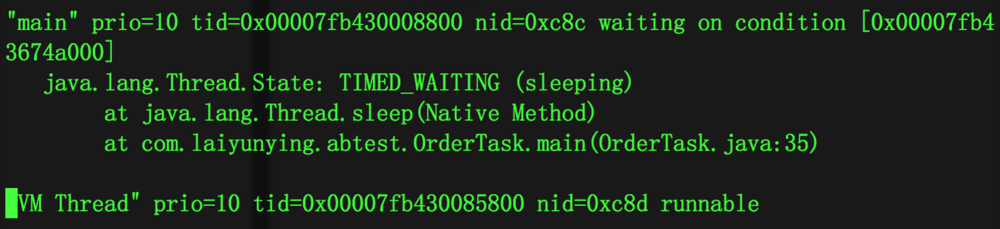 "main" prio=10 tid=0x00007fb430008800 nid=0xc8c waiting on condition [0x00007fb4
3674a000]
java.lang.Thread.State: TIMED_WAITING (sleeping)
at java.lang.Thread.sleep(Native Method)
at com.laiyunying.abtest.OrderTask.main(OrderTask.java:35)
"VM Thread" prio=10 tid=0x00007fb430085800 nid=0xc8d runnable